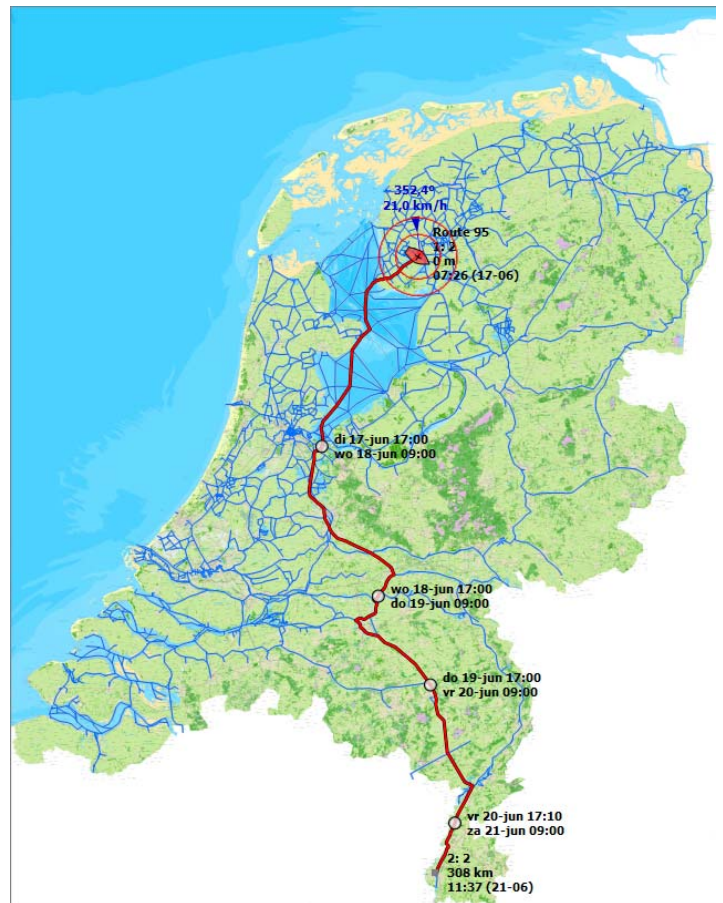 352,4º
21,0 km/h
Route 95
1: 2
0 m
07:26 (17-06)
di 17-jun 17:00
wo 18-jun 09:00
wo 18-jun 17:00
do 19-jun 09:00
do 19-jun 17:00
vr 20-jun 09:00
vr 20-jun 17:10
za 21-jun 09:00
2: 2
308 km
11:37 (21-06)